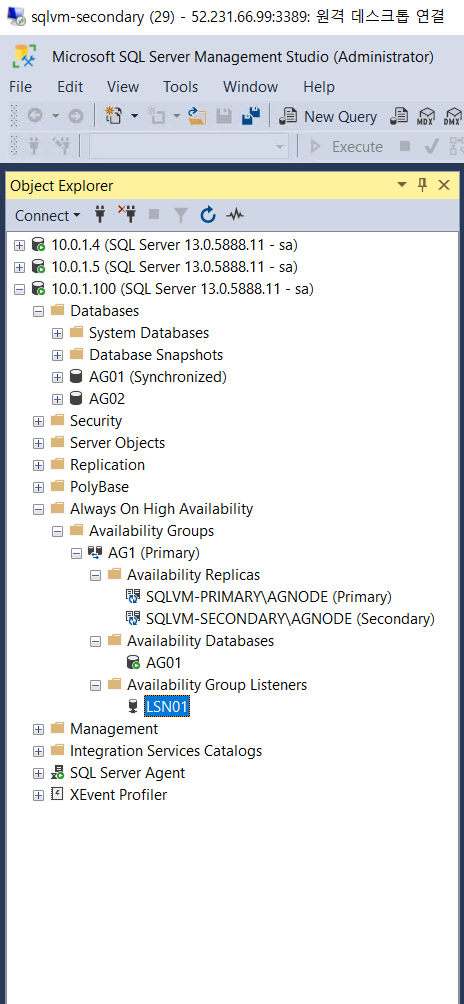 sqlvm-secondary (29) - 52.231.66.99:3389: 원격 데스크톱 연결
Microsoft SQL Server Management Studio (Administrator)
File Edit View Tools Window Help
New Query MDX DMX
Execute
Object Explorer
Connect
10.0.1.4 (SQL Server 13.0.5888.11 - sa)
10.0.1.5 (SQL Server 13.0.5888.11 - sa)
10.0.1.100 (SQL Server 13.0.5888.11 - sa)
Databases
System Databases
Database Snapshots
AG01 (Synchronized)
AG02
Security
Server Objects
Replication
PolyBase
Always On High Availability
Availability Groups
AG1 (Primary)
Availability Replicas
SQLVM-PRIMARY\AGNODE (Primary)
SQLVM-SECONDARY\AGNODE (Secondary)
Availability Databases
AG01
Availability Group Listeners
LSN01
Management
Integration Services Catalogs
SQL Server Agent
XEvent Profiler